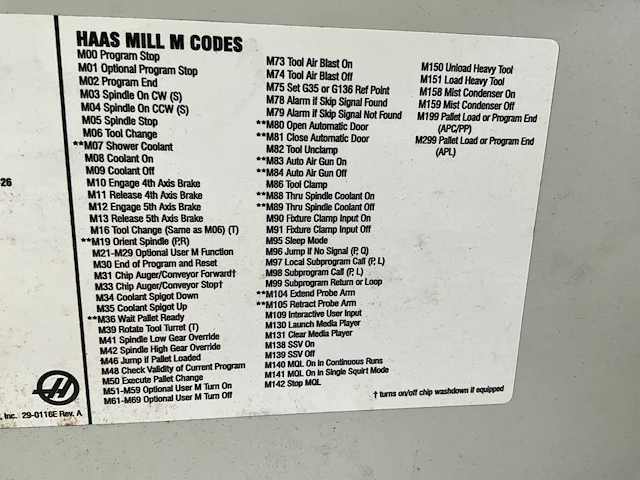 HAAS MILL M CODES
M00 Program Stop
M01 Optional Program Stop
M02 Program End
M03 Spindle On CW (S)
M04 Spindle On CCW (S)
M05 Spindle Stop
M06 Tool Change
**M07 Shower Coolant
M08 Coolant On
M09 Coolant Off
M10 Engage 4th Axis Brake
M11 Release 4th Axis Brake
M12 Engage 5th Axis Brake
M13 Release 5th Axis Brake
M16 Tool Change (Same as M06) (T)
**M19 Orient Spindle (P,R)
M21-M29 Optional User M Function
M30 End of Program and Reset
M31 Chip Auger/Conveyor Forward†
M33 Chip Auger/Conveyor Stop†
M34 Coolant Spigot Down
M35 Coolant Spigot Up
**M36 Wait Pallet Ready
M39 Rotate Tool Turret (T)
M41 Spindle Low Gear Override
M42 Spindle High Gear Override
M46 Jump if Pallet Loaded
M48 Check Validity of Current Program
M50 Execute Pallet Change
M51-M59 Optional User M Turn On
M61-M69 Optional User M Turn Off
M73 Tool Air Blast On
M74 Tool Air Blast Off
M75 Set G35 or G136 Ref Point
M78 Alarm if Skip Signal Found
M79 Alarm if Skip Signal Not Found
**M80 Open Automatic Door
**M81 Close Automatic Door
M82 Tool Unclamp
**M83 Auto Air Gun On
**M84 Auto Air Gun Off
M86 Tool Clamp
**M88 Thru Spindle Coolant On
**M89 Thru Spindle Coolant Off
M90 Fixture Clamp Input On
M91 Fixture Clamp Input Off
M95 Sleep Mode
M96 Jump if No Signal (P, Q)
M97 Local Subprogram Call (P, L)
M98 Subprogram Call (P, L)
M99 Subprogram Return or Loop
**M104 Extend Probe Arm
**M105 Retract Probe Arm
M109 Interactive User Input
M130 Launch Media Player
M131 Clear Media Player
M138 SSV On
M139 SSV Off
M140 MQL On in Continuous Runs
M141 MQL On in Single Squirt Mode
M142 Stop MQL
M150 Unload Heavy Tool
M151 Load Heavy Tool
M158 Mist Condenser On
M159 Mist Condenser Off
M199 Pallet Load or Program End
(APC/PP)
M299 Pallet Load or Program End
(APL)
† turns on/off chip washdown if equipped
26
, Inc. 29-0116E Rev. A